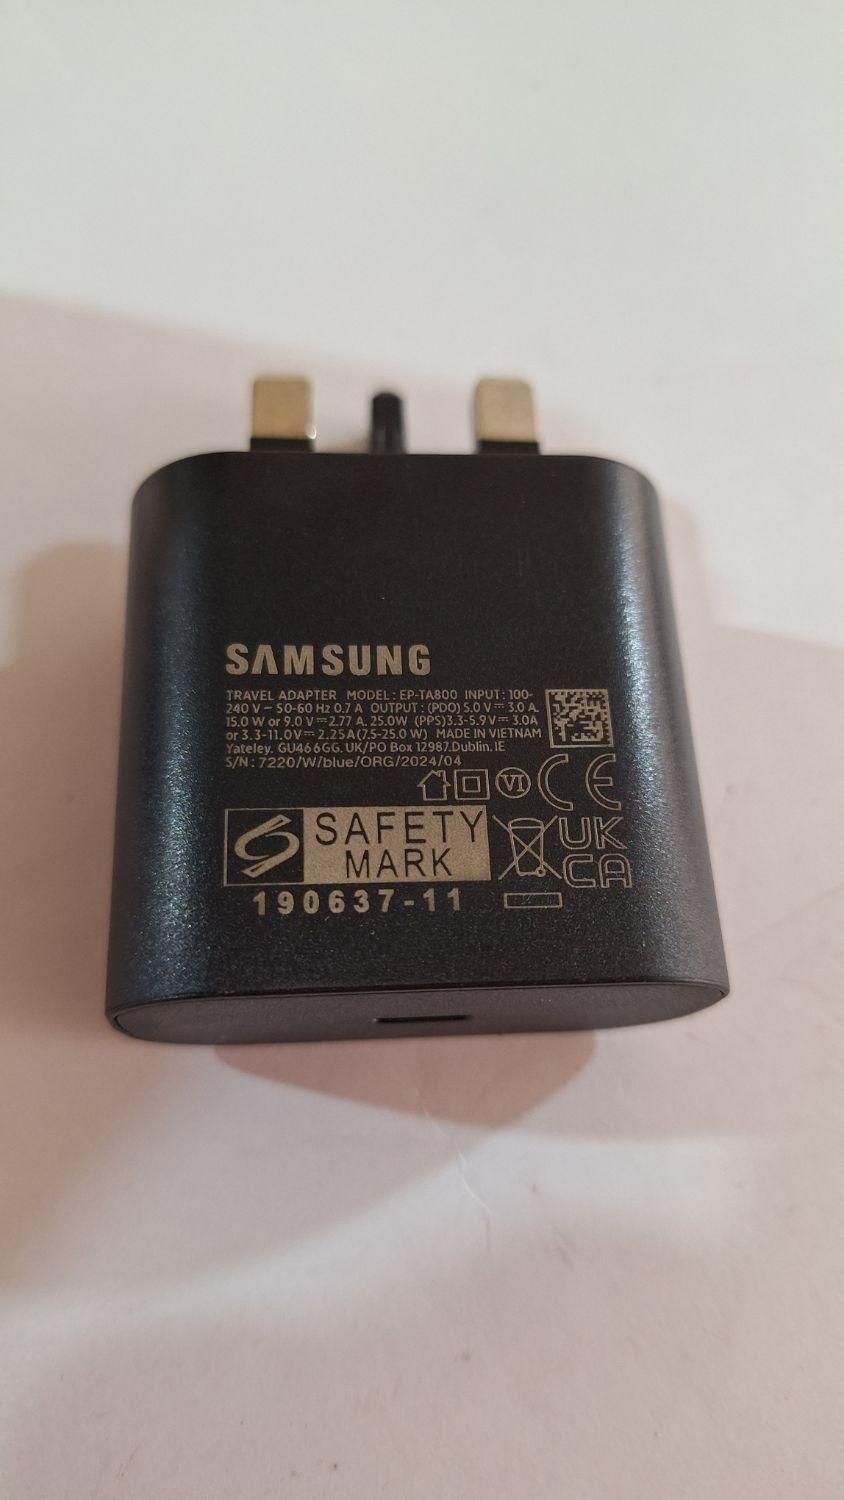 SAMSUNG
TRAVEL ADAPTER MODEL : EP-TA800 INPUT : 100-
240 V ~ 50-60 Hz 0.7 A OUTPUT : (PDO) 5.0 V ⎓ 3.0 A.
15.0 W or 9.0 V ⎓ 2.77 A. 25.0W (PPS) 3.3-5.9V ⎓ 3.0A
or 3.3-11.0V ⎓ 2.25A (7.5-25.0 W) MADE IN VIETNAM
Yateley. GU46 6GG. UK/PO Box 12987.Dublin. IE
S/N : 7220/W/blue/ORG/2024/04
VI CE
SAFETY
MARK
UK
CA
190637-11